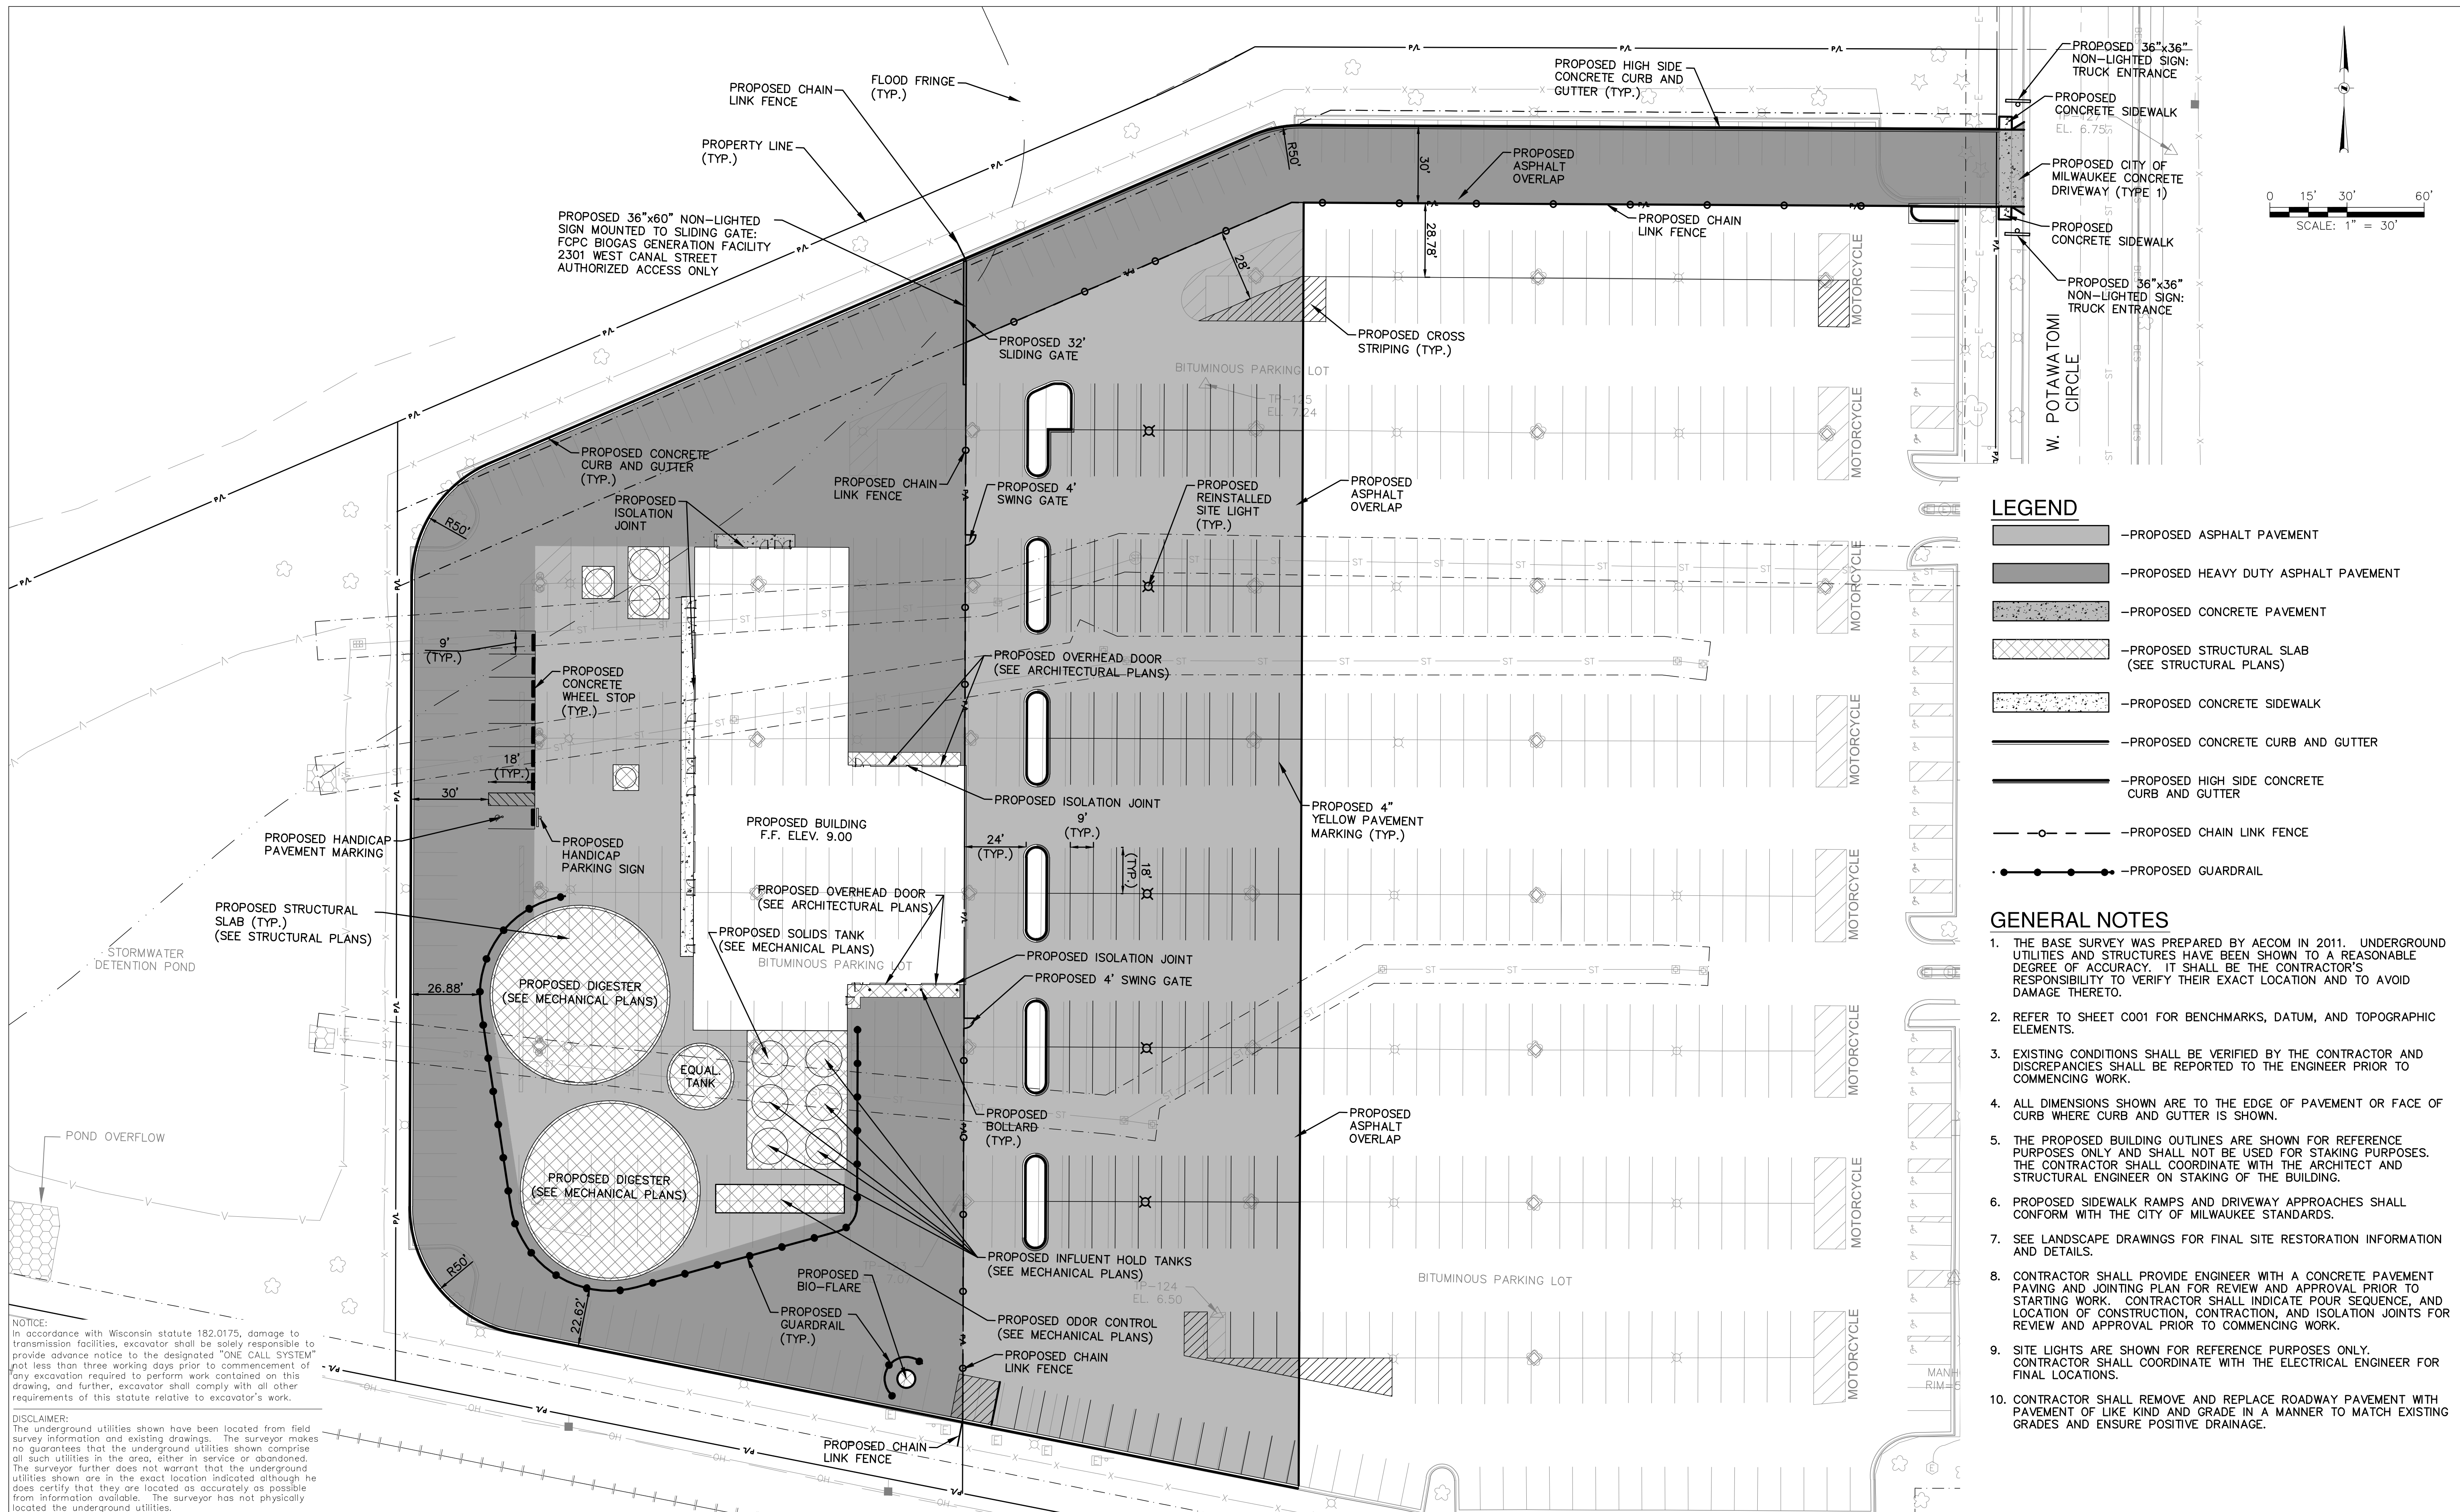 PROPOSED CHAIN
LINK FENCE
FLOOD FRINGE
(TYP.)
PROPERTY LINE
(TYP.)
PROPOSED 36"x60" NON-LIGHTED
SIGN MOUNTED TO SLIDING GATE:
FCPC BIOGAS GENERATION FACILITY
2301 WEST CANAL STREET
AUTHORIZED ACCESS ONLY
PROPOSED HIGH SIDE
CONCRETE CURB AND
GUTTER (TYP.)
PROPOSED 36"x36"
NON-LIGHTED SIGN:
TRUCK ENTRANCE
PROPOSED
CONCRETE SIDEWALK
TP-127
EL. 6.75
PROPOSED CITY OF
MILWAUKEE CONCRETE
DRIVEWAY (TYPE 1)
PROPOSED
CONCRETE SIDEWALK
PROPOSED 36"x36"
NON-LIGHTED SIGN:
TRUCK ENTRANCE
W. POTAWATOMI
CIRCLE
0 15' 30' 60'
SCALE: 1" = 30'
R50'
30'
PROPOSED
ASPHALT
OVERLAP
PROPOSED CHAIN
LINK FENCE
28.78'
28'
PROPOSED CROSS
STRIPING (TYP.)
PROPOSED 32'
SLIDING GATE
BITUMINOUS PARKING LOT
TP-125
EL. 7.24
MOTORCYCLE
MOTORCYCLE
MOTORCYCLE
MOTORCYCLE
MOTORCYCLE
MOTORCYCLE
MOTORCYCLE
MOTORCYCLE
PROPOSED CONCRETE
CURB AND GUTTER
(TYP.)
PROPOSED
ISOLATION
JOINT
PROPOSED CHAIN
LINK FENCE
PROPOSED 4'
SWING GATE
PROPOSED
REINSTALLED
SITE LIGHT
(TYP.)
PROPOSED
ASPHALT
OVERLAP
R50'
9'
(TYP.)
PROPOSED
CONCRETE
WHEEL STOP
(TYP.)
18'
(TYP.)
30'
PROPOSED OVERHEAD DOOR
(SEE ARCHITECTURAL PLANS)
PROPOSED ISOLATION JOINT
PROPOSED HANDICAP
PAVEMENT MARKING
PROPOSED
HANDICAP
PARKING SIGN
PROPOSED BUILDING
F.F. ELEV. 9.00
24'
(TYP.)
9'
(TYP.)
18'
(TYP.)
PROPOSED 4"
YELLOW PAVEMENT
MARKING (TYP.)
PROPOSED STRUCTURAL
SLAB (TYP.)
(SEE STRUCTURAL PLANS)
PROPOSED OVERHEAD DOOR
(SEE ARCHITECTURAL PLANS)
PROPOSED SOLIDS TANK
(SEE MECHANICAL PLANS)
BITUMINOUS PARKING LOT
STORMWATER
DETENTION POND
PROPOSED ISOLATION JOINT
PROPOSED 4' SWING GATE
26.88'
PROPOSED DIGESTER
(SEE MECHANICAL PLANS)
EQUAL.
TANK
PROPOSED
BOLLARD
(TYP.)
PROPOSED
ASPHALT
OVERLAP
POND OVERFLOW
PROPOSED DIGESTER
(SEE MECHANICAL PLANS)
PROPOSED INFLUENT HOLD TANKS
(SEE MECHANICAL PLANS)
PROPOSED
BIO-FLARE
TP-124
EL. 6.50
BITUMINOUS PARKING LOT
R50'
22.62'
PROPOSED
GUARDRAIL
(TYP.)
PROPOSED ODOR CONTROL
(SEE MECHANICAL PLANS)
PROPOSED CHAIN
LINK FENCE
PROPOSED CHAIN
LINK FENCE
NOTICE:
In accordance with Wisconsin statute 182.0175, damage to
transmission facilities, excavator shall be solely responsible to
provide advance notice to the designated "ONE CALL SYSTEM"
not less than three working days prior to commencement of
any excavation required to perform work contained on this
drawing, and further, excavator shall comply with all other
requirements of this statute relative to excavator's work.
DISCLAIMER:
The underground utilities shown have been located from field
survey information and existing drawings. The surveyor makes
no guarantees that the underground utilities shown comprise
all such utilities in the area, either in service or abandoned.
The surveyor further does not warrant that the underground
utilities shown are in the exact location indicated although he
does certify that they are located as accurately as possible
from information available. The surveyor has not physically
located the underground utilities.
LEGEND
-PROPOSED ASPHALT PAVEMENT
-PROPOSED HEAVY DUTY ASPHALT PAVEMENT
-PROPOSED CONCRETE PAVEMENT
-PROPOSED STRUCTURAL SLAB
(SEE STRUCTURAL PLANS)
-PROPOSED CONCRETE SIDEWALK
-PROPOSED CONCRETE CURB AND GUTTER
-PROPOSED HIGH SIDE CONCRETE
CURB AND GUTTER
-PROPOSED CHAIN LINK FENCE
-PROPOSED GUARDRAIL
GENERAL NOTES
1. THE BASE SURVEY WAS PREPARED BY AECOM IN 2011. UNDERGROUND
UTILITIES AND STRUCTURES HAVE BEEN SHOWN TO A REASONABLE
DEGREE OF ACCURACY. IT SHALL BE THE CONTRACTOR'S
RESPONSIBILITY TO VERIFY THEIR EXACT LOCATION AND TO AVOID
DAMAGE THERETO.
2. REFER TO SHEET C001 FOR BENCHMARKS, DATUM, AND TOPOGRAPHIC
ELEMENTS.
3. EXISTING CONDITIONS SHALL BE VERIFIED BY THE CONTRACTOR AND
DISCREPANCIES SHALL BE REPORTED TO THE ENGINEER PRIOR TO
COMMENCING WORK.
4. ALL DIMENSIONS SHOWN ARE TO THE EDGE OF PAVEMENT OR FACE OF
CURB WHERE CURB AND GUTTER IS SHOWN.
5. THE PROPOSED BUILDING OUTLINES ARE SHOWN FOR REFERENCE
PURPOSES ONLY AND SHALL NOT BE USED FOR STAKING PURPOSES.
THE CONTRACTOR SHALL COORDINATE WITH THE ARCHITECT AND
STRUCTURAL ENGINEER ON STAKING OF THE BUILDING.
6. PROPOSED SIDEWALK RAMPS AND DRIVEWAY APPROACHES SHALL
CONFORM WITH THE CITY OF MILWAUKEE STANDARDS.
7. SEE LANDSCAPE DRAWINGS FOR FINAL SITE RESTORATION INFORMATION
AND DETAILS.
8. CONTRACTOR SHALL PROVIDE ENGINEER WITH A CONCRETE PAVEMENT
PAVING AND JOINTING PLAN FOR REVIEW AND APPROVAL PRIOR TO
STARTING WORK. CONTRACTOR SHALL INDICATE POUR SEQUENCE, AND
LOCATION OF CONSTRUCTION, CONTRACTION, AND ISOLATION JOINTS FOR
REVIEW AND APPROVAL PRIOR TO COMMENCING WORK.
9. SITE LIGHTS ARE SHOWN FOR REFERENCE PURPOSES ONLY.
CONTRACTOR SHALL COORDINATE WITH THE ELECTRICAL ENGINEER FOR
FINAL LOCATIONS.
10. CONTRACTOR SHALL REMOVE AND REPLACE ROADWAY PAVEMENT WITH
PAVEMENT OF LIKE KIND AND GRADE IN A MANNER TO MATCH EXISTING
GRADES AND ENSURE POSITIVE DRAINAGE.